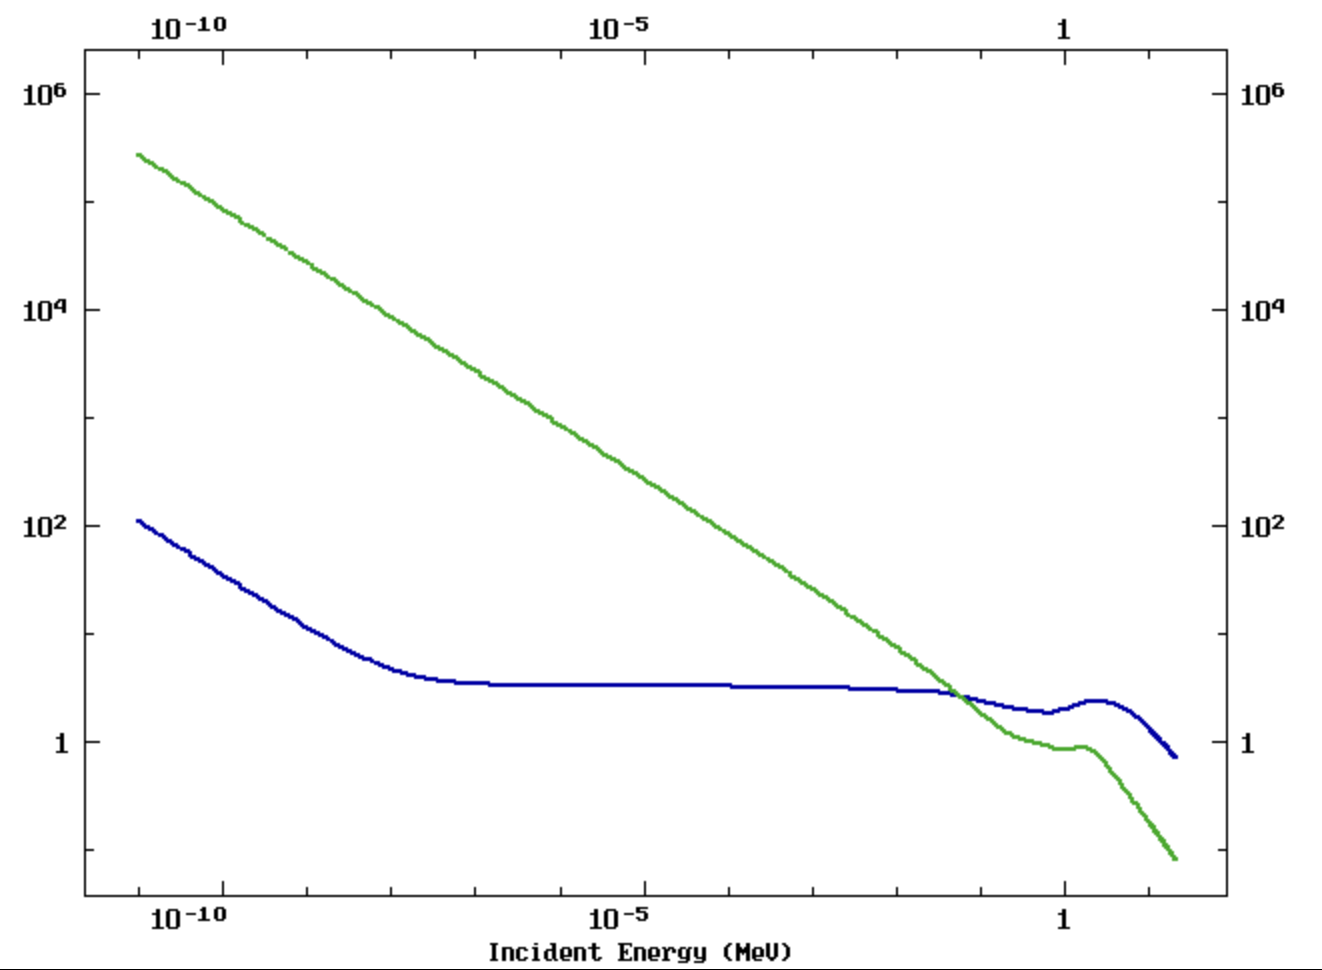 10⁻¹⁰ 10⁻⁵ 1
10⁶ 10⁶
10⁴ 10⁴
10² 10²
1 1
10⁻¹⁰ 10⁻⁵ 1
Incident Energy (MeV)